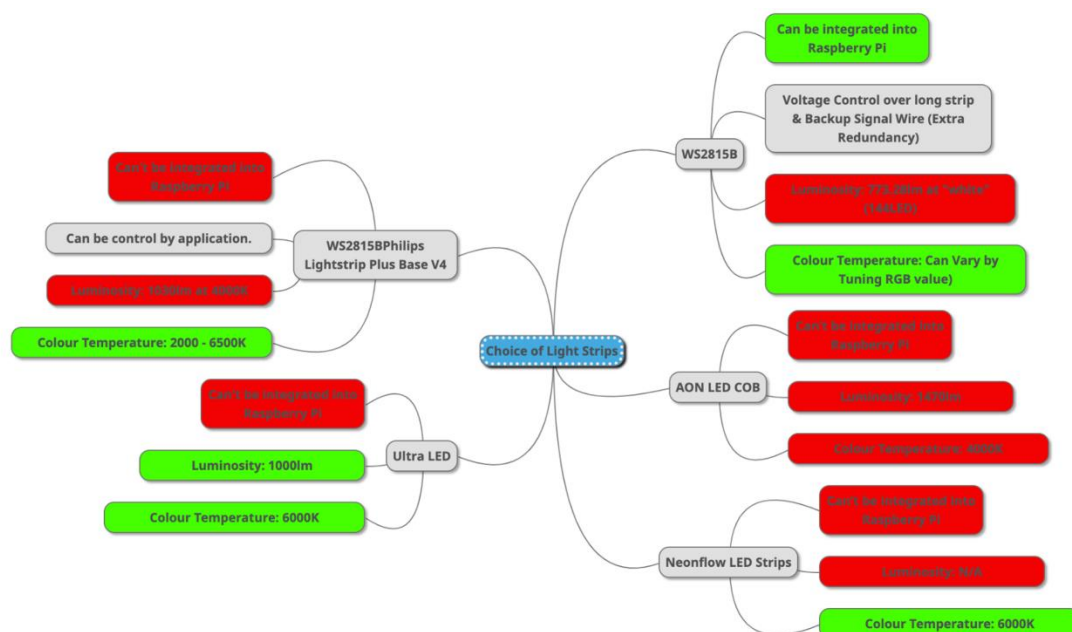 Choice of Light Strips
WS2815B
Can be integrated into
Raspberry Pi
Voltage Control over long strip
& Backup Signal Wire (Extra
Redundancy)
Luminosity: 773.28lm at "white"
(144LED)
Colour Temperature: Can Vary by
Tuning RGB value)
AON LED COB
Can't be integrated into
Raspberry Pi
Luminosity: 1470lm
Colour Temperature: 4000K
Neonflow LED Strips
Can't be integrated into
Raspberry Pi
Luminosity: N/A
Colour Temperature: 6000K
WS2815BPhilips
Lightstrip Plus Base V4
Can't be integrated into
Raspberry Pi
Can be control by application.
Luminosity: 1030lm at 4000K
Colour Temperature: 2000 - 6500K
Ultra LED
Can't be integrated into
Raspberry Pi
Luminosity: 1000lm
Colour Temperature: 6000K